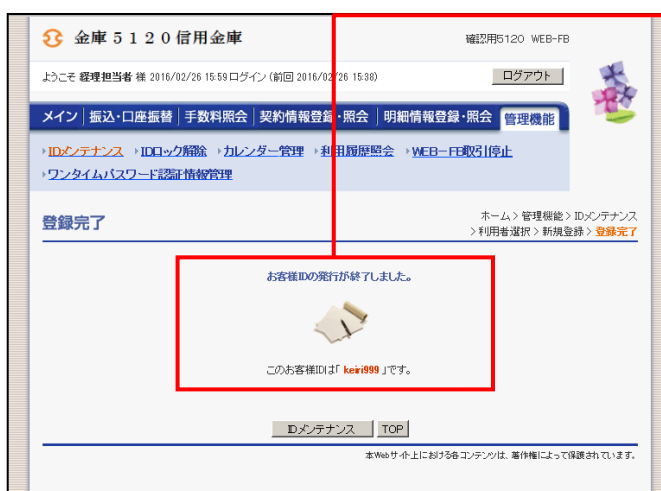 金庫5120信用金庫
確認用5120 WEB-FB
ようこそ 経理担当者 様 2016/02/26 15:59ログイン (前回 2016/02/26 15:38)
ログアウト
メイン 振込・口座振替 手数料照会 契約情報登録・照会 明細情報登録・照会 管理機能
IDメンテナンス IDロック解除 カレンダー管理 利用履歴照会 WEB-FB取引停止
ワンタイムパスワード認証情報管理
登録完了
ホーム > 管理機能 > IDメンテナンス
> 利用者選択 > 新規登録 > 登録完了
お客様IDの発行が終了しました。
このお客様IDは「 keiri999 」です。
IDメンテナンス TOP
本Webサイト上における各コンテンツは、著作権によって保護されています。